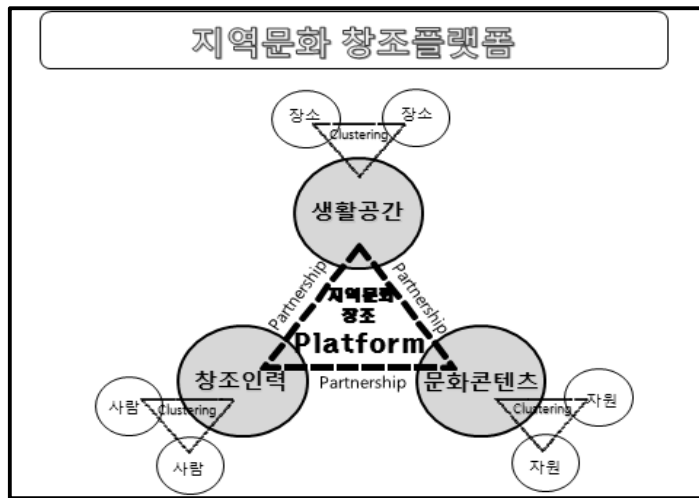 지역문화 창조플랫폼
장소
장소
Clustering
생활공간
Partnership
Partnership
지역문화
창조
Platform
창조인력
Partnership
문화콘텐츠
사람
Clustering
사람
Clustering
자원
자원